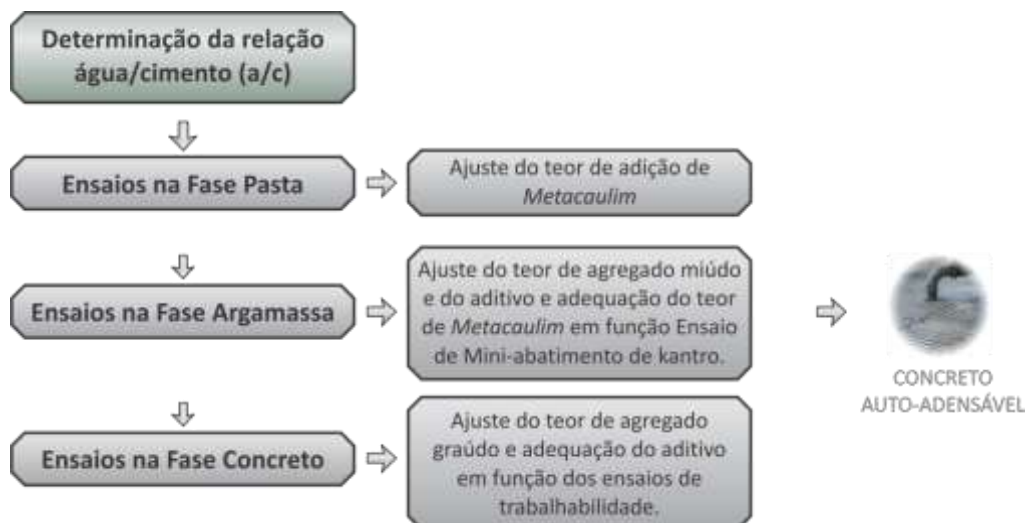 Determinação da relação
água/cimento (a/c)
Ensaios na Fase Pasta
Ajuste do teor de adição de
Metacaulim
Ensaios na Fase Argamassa
Ajuste do teor de agregado miúdo
e do aditivo e adequação do teor
de Metacaulim em função Ensaio
de Mini-abatimento de kantro.
CONCRETO
AUTO-ADENSÁVEL
Ensaios na Fase Concreto
Ajuste do teor de agregado
graúdo e adequação do aditivo
em função dos ensaios de
trabalhabilidade.